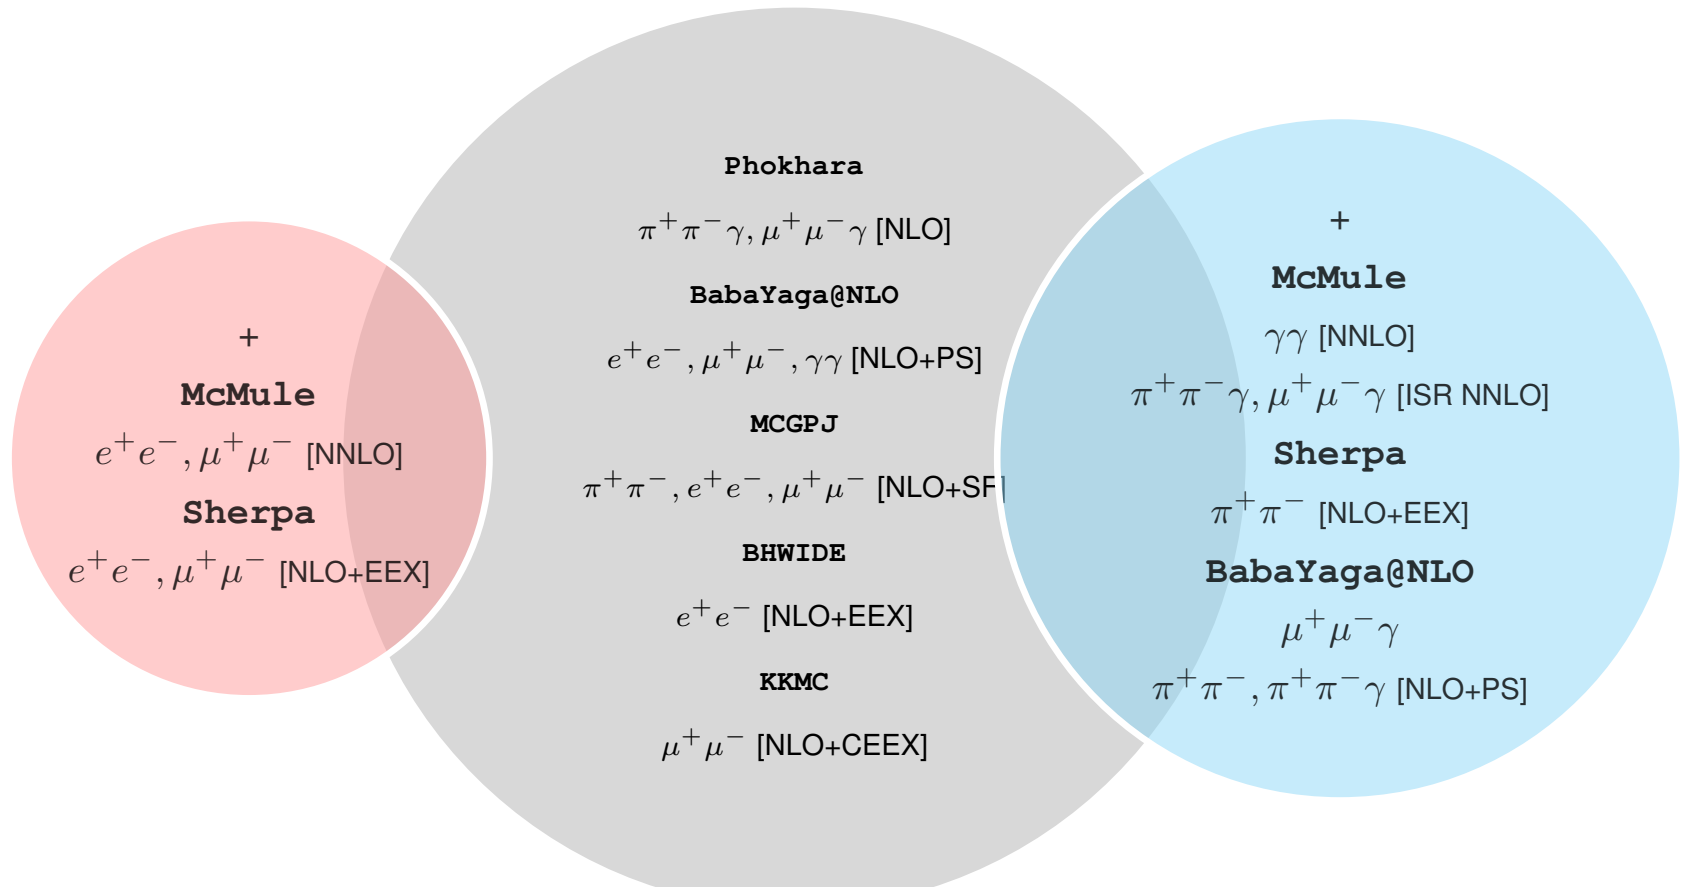 +
McMule
e⁺e⁻, μ⁺μ⁻ [NNLO]
Sherpa
e⁺e⁻, μ⁺μ⁻ [NLO+EEX]
Phokhara
π⁺π⁻γ, μ⁺μ⁻γ [NLO]
BabaYaga@NLO
e⁺e⁻, μ⁺μ⁻, γγ [NLO+PS]
MCGPJ
π⁺π⁻, e⁺e⁻, μ⁺μ⁻ [NLO+SF]
BHWIDE
e⁺e⁻ [NLO+EEX]
KKMC
μ⁺μ⁻ [NLO+CEEX]
+
McMule
γγ [NNLO]
π⁺π⁻γ, μ⁺μ⁻γ [ISR NNLO]
Sherpa
π⁺π⁻ [NLO+EEX]
BabaYaga@NLO
μ⁺μ⁻γ
π⁺π⁻, π⁺π⁻γ [NLO+PS]